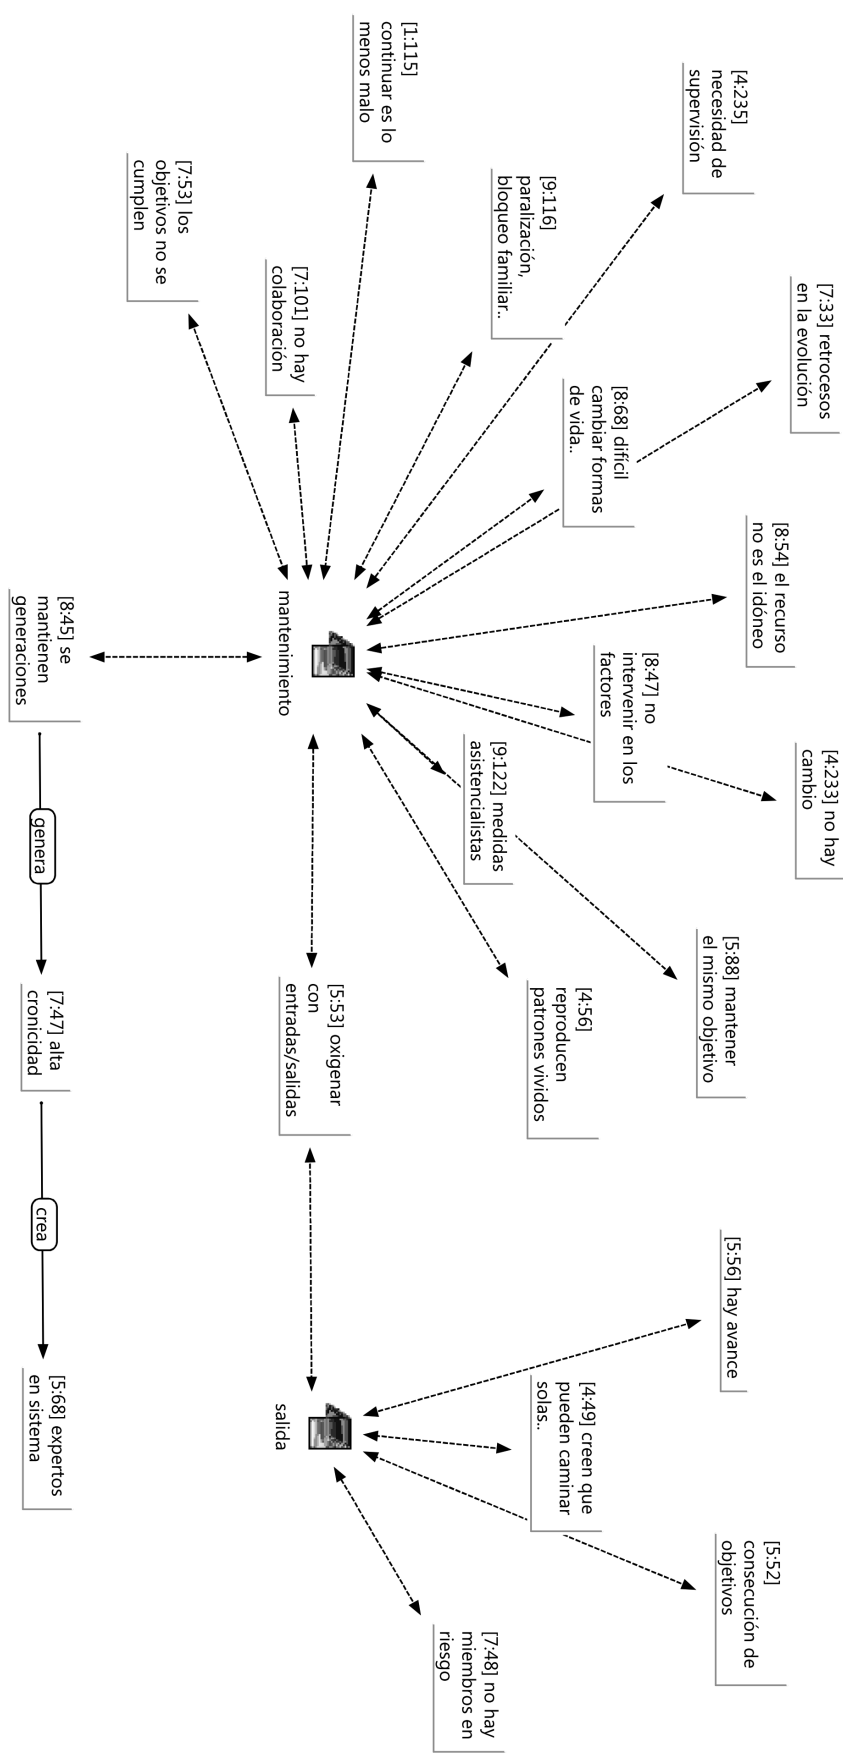 [4:235]
necesidad de
supervisión
[7:33] retrocesos
en la evolución
[8:54] el recurso
no es el idóneo
[4:233] no hay
cambio
[5:88] mantener
el mismo objetivo
[5:56] hay avance
[5:52]
consecución de
objetivos
[1:115]
continuar es lo
menos malo
[9:116]
paralización,
bloqueo familiar..
[8:68] difícil
cambiar formas
de vida..
[8:47] no
intervenir en los
factores
[9:122] medidas
asistencialistas
[4:56]
reproducen
patrones vividos
[4:49] creen que
pueden caminar
solas..
[7:48] no hay
miembros en
riesgo
[7:53] los
objetivos no se
cumplen
[7:101] no hay
colaboración
mantenimiento
[5:53] oxigenar
con
entradas/salidas
salida
[8:45] se
mantienen
generaciones
genera
[7:47] alta
cronicidad
crea
[5:68] expertos
en sistema